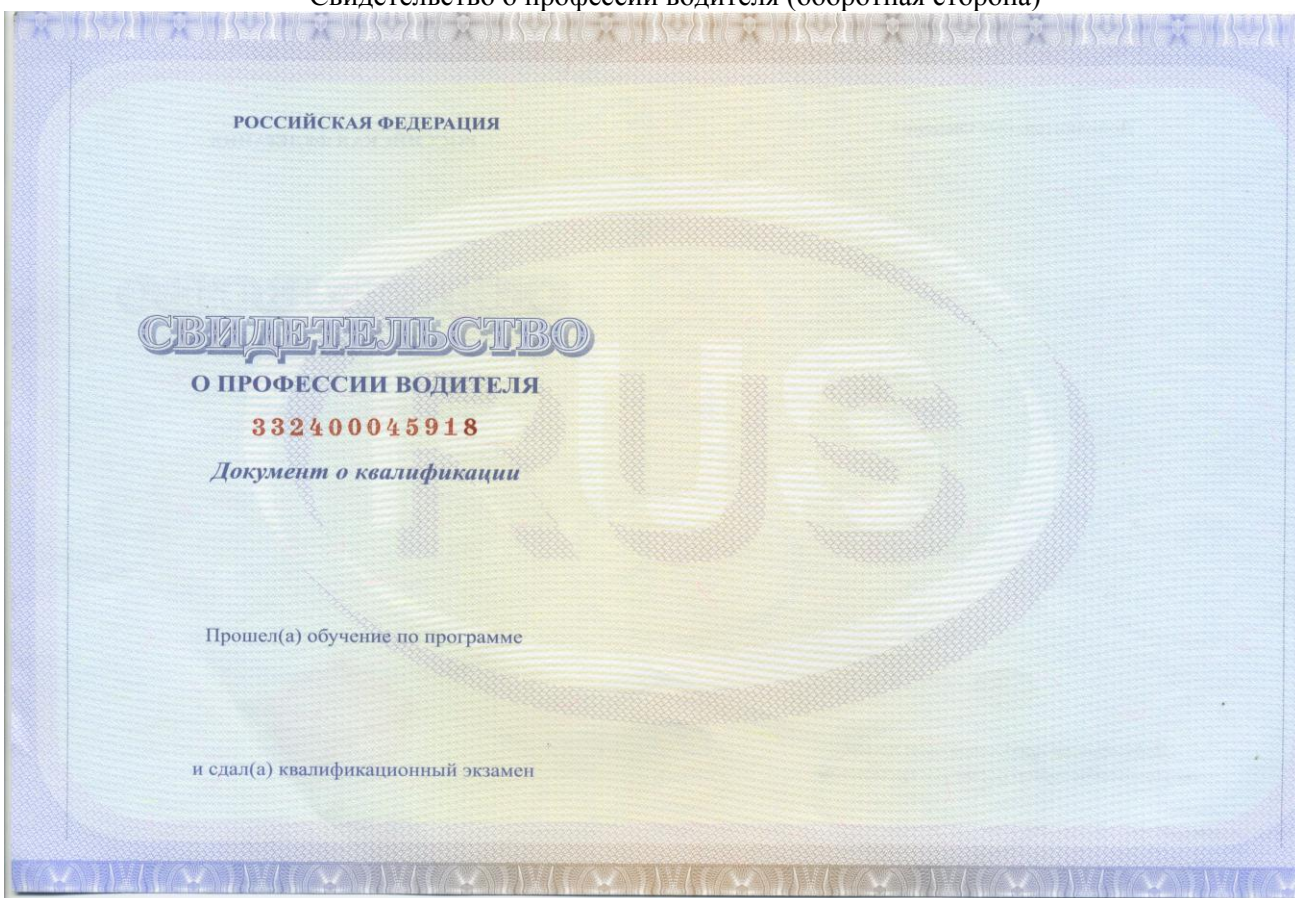 Свидетельство о профессии водителя (оборотная сторона)
РОССИЙСКАЯ ФЕДЕРАЦИЯ
СВИДЕТЕЛЬСТВО
О ПРОФЕССИИ ВОДИТЕЛЯ
332400045918
Документ о квалификации
RUS
Прошел(а) обучение по программе
и сдал(а) квалификационный экзамен